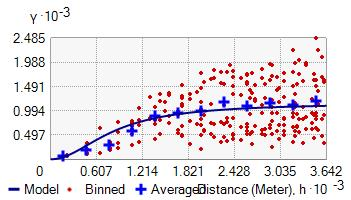 γ · 10 -3
2.485
1.988
1.491
0.994
0.497
0 0.607 1.214 1.821 2.428 3.035 3.642
Model Binned Averaged Distance (Meter), h · 10 -3